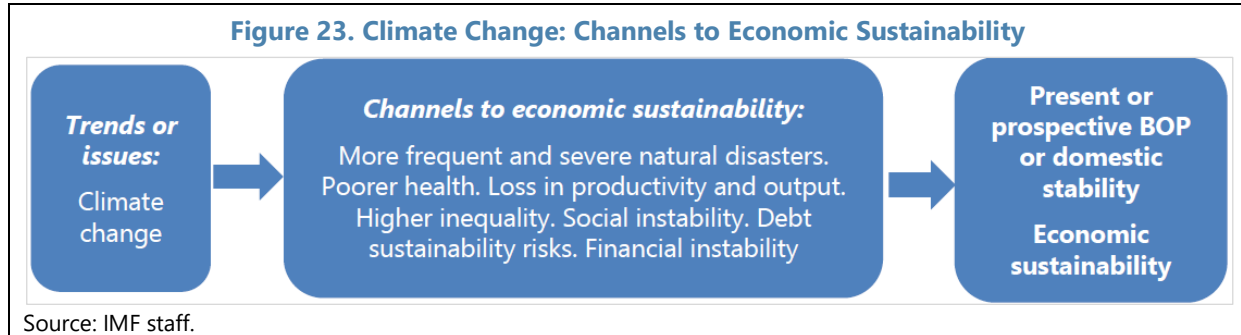 Figure 23. Climate Change: Channels to Economic Sustainability
Trends or
issues:
Climate
change
Channels to economic sustainability:
More frequent and severe natural disasters.
Poorer health. Loss in productivity and output.
Higher inequality. Social instability. Debt
sustainability risks. Financial instability
Present or
prospective BOP
or domestic
stability
Economic
sustainability
Source: IMF staff.